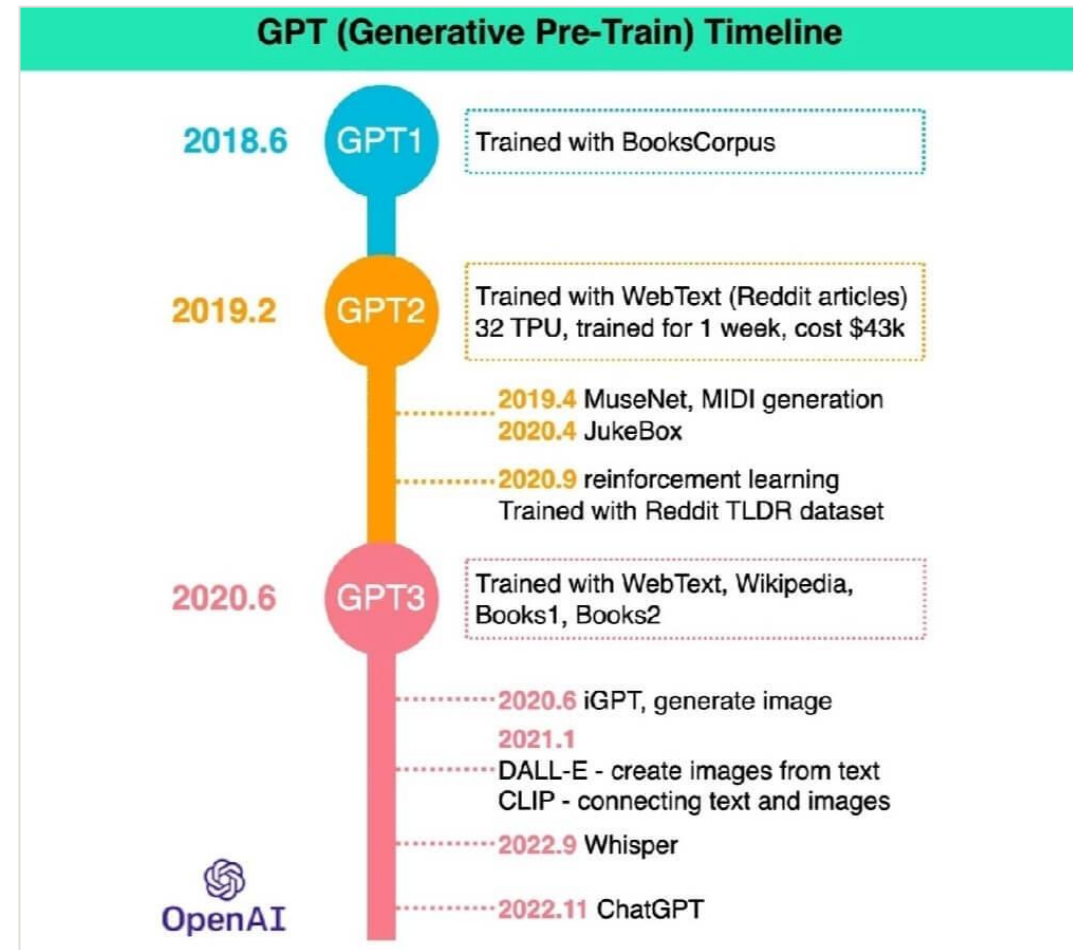 GPT (Generative Pre-Train) Timeline
2018.6
GPT1
Trained with BooksCorpus
2019.2
GPT2
Trained with WebText (Reddit articles)
32 TPU, trained for 1 week, cost $43k
2019.4 MuseNet, MIDI generation
2020.4 JukeBox
2020.9 reinforcement learning
Trained with Reddit TLDR dataset
2020.6
GPT3
Trained with WebText, Wikipedia,
Books1, Books2
2020.6 iGPT, generate image
2021.1
DALL-E - create images from text
CLIP - connecting text and images
2022.9 Whisper
2022.11 ChatGPT
OpenAI